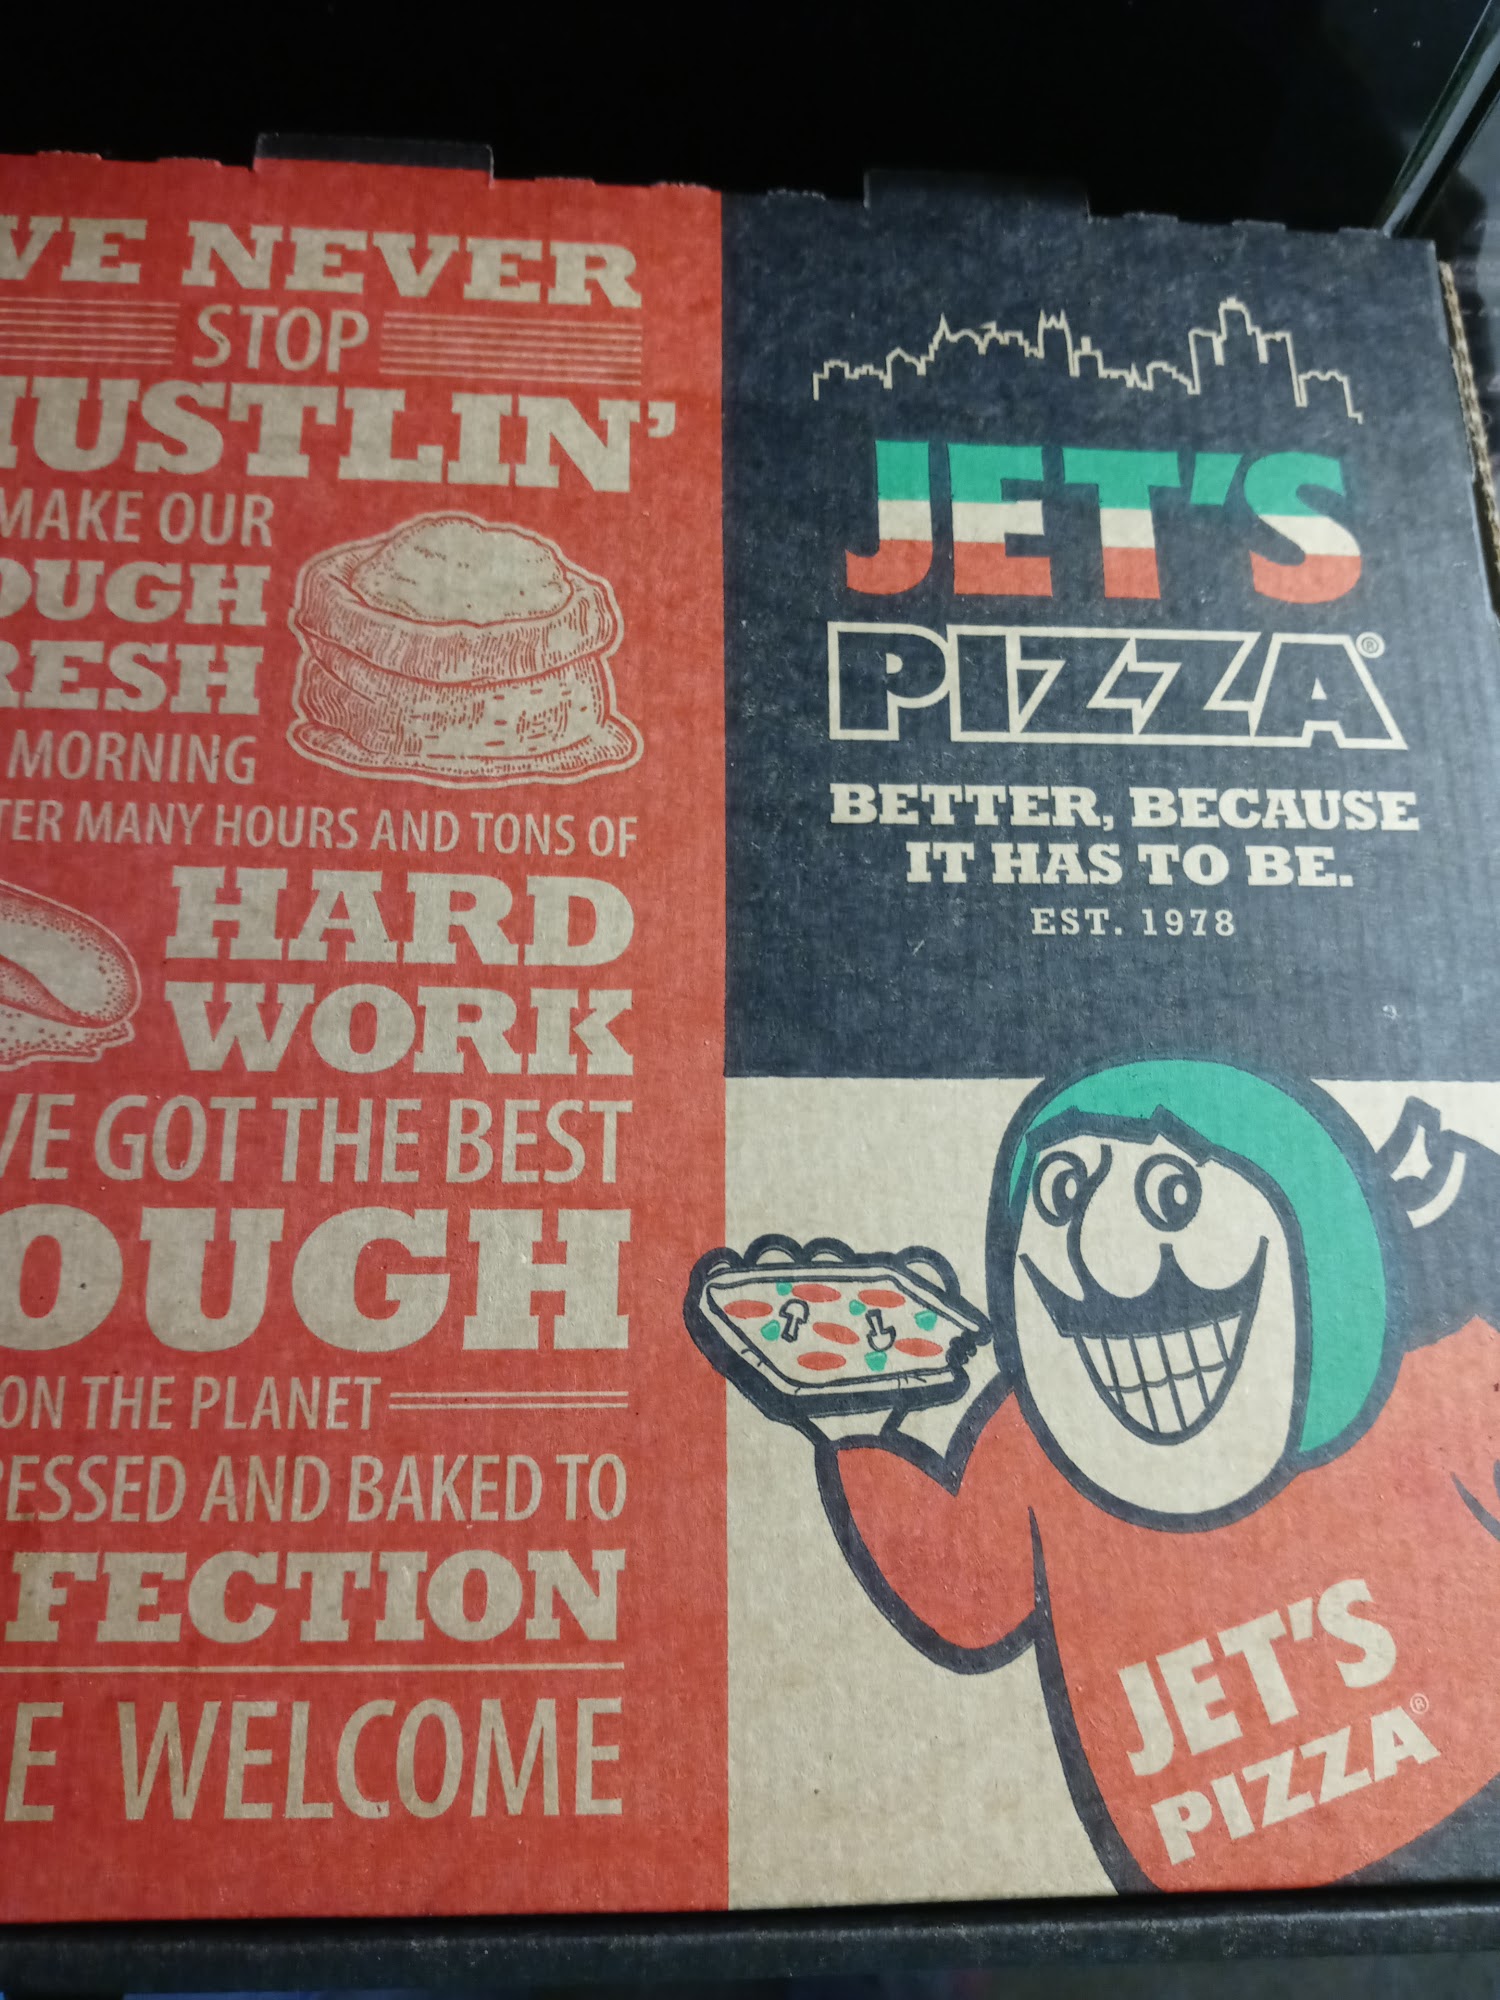 VE NEVER
STOP
HUSTLIN'
MAKE OUR
OUGH
RESH
MORNING
TER MANY HOURS AND TONS OF
HARD
WORK
VE GOT THE BEST
OUGH
ON THE PLANET
ESSED AND BAKED TO
FECTION
E WELCOME
JET'S
PIZZA®
BETTER, BECAUSE
IT HAS TO BE.
EST. 1978
JET'S
PIZZA®